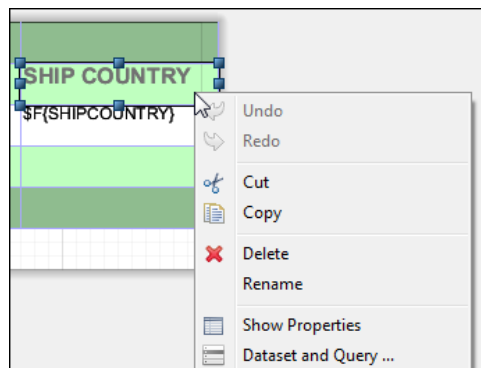 SHIP COUNTRY
$F{SHIPCOUNTRY}
Undo
Redo
Cut
Copy
Delete
Rename
Show Properties
Dataset and Query ...